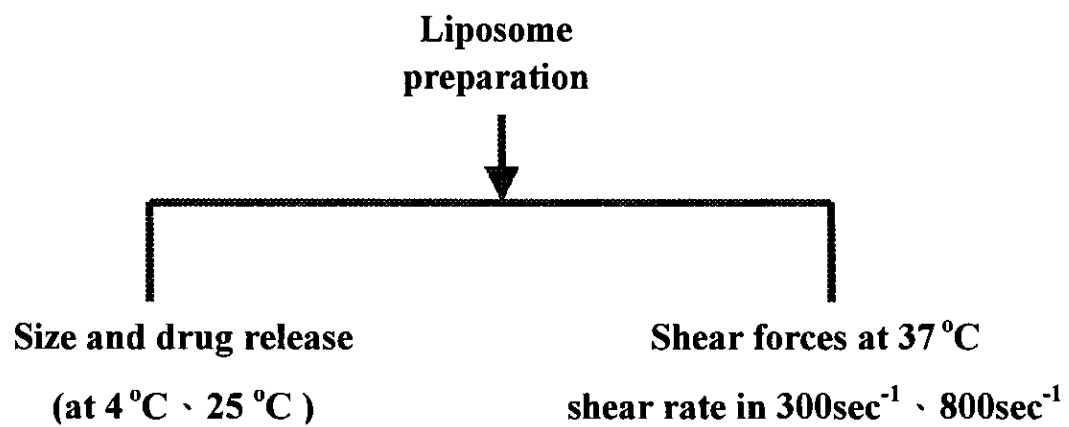 Liposome
preparation
Size and drug release
(at 4 °C、25 °C )
Shear forces at 37 °C
shear rate in 300sec⁻¹、800sec⁻¹